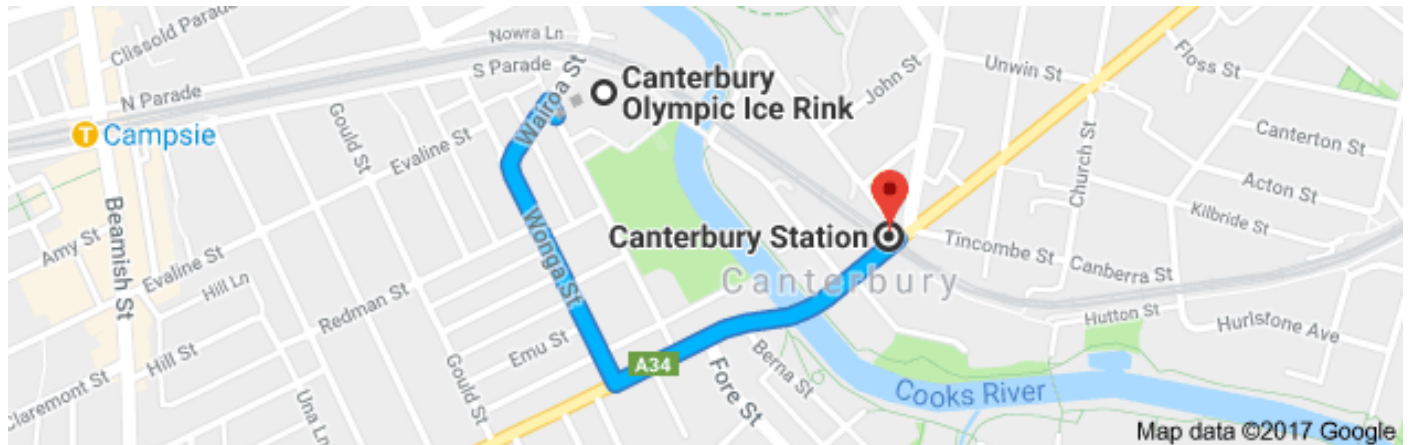 Clissold Parade
Nowra Ln
S Parade
Wairoa St
N Parade
Campsie
Canterbury
Olympic Ice Rink
John St
Unwin St
Floss St
Canterton St
Church St
Acton St
Kilbride St
Gould St
Evaline St
Beamish St
Amy St
Evaline St
Hill Ln
Redman St
Wonga St
Canterbury Station
Canterbury
Tincombe St
Canberra St
Hutton St
Hurlstone Ave
Hill St
Claremont St
Una Ln
Gould St
Emu St
A34
Fore St
Berna St
Cooks River
Map data ©2017 Google